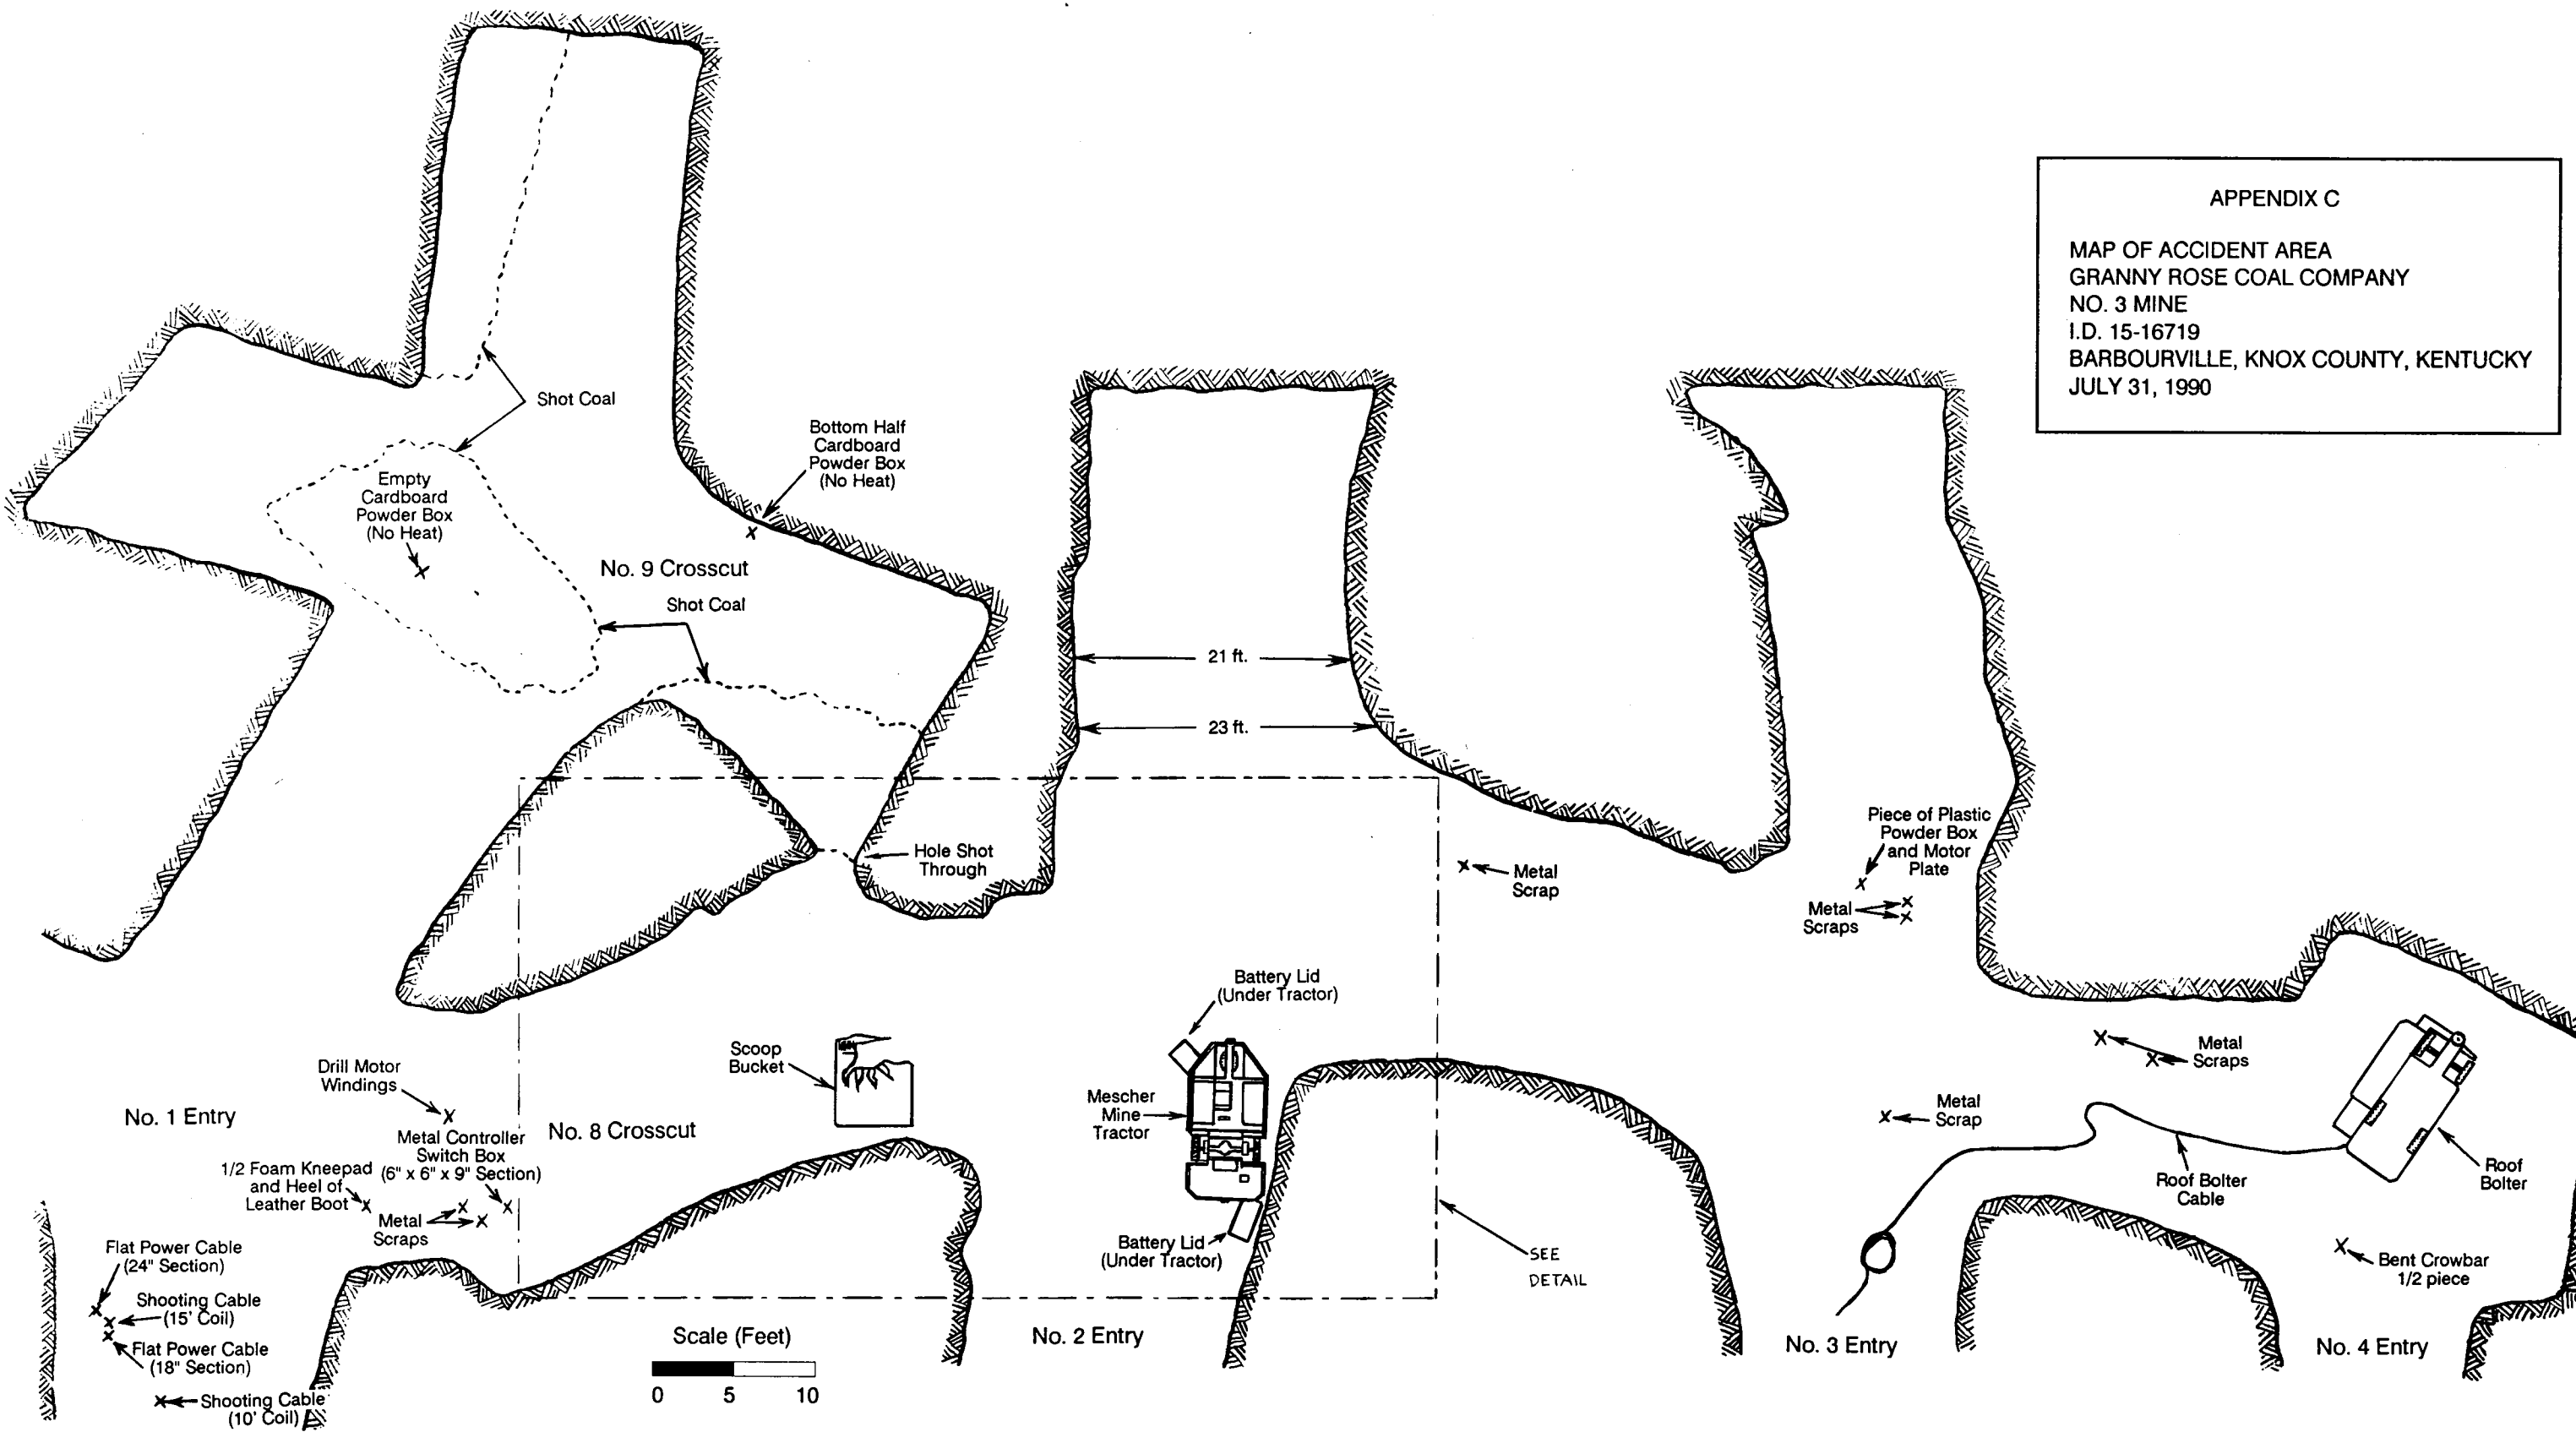 APPENDIX C
MAP OF ACCIDENT AREA
GRANNY ROSE COAL COMPANY
NO. 3 MINE
I.D. 15-16719
BARBOURVILLE, KNOX COUNTY, KENTUCKY
JULY 31, 1990
Shot Coal
Bottom Half
Cardboard
Powder Box
(No Heat)
Empty
Cardboard
Powder Box
(No Heat)
No. 9 Crosscut
Shot Coal
21 ft.
23 ft.
Hole Shot
Through
Metal
Scrap
Piece of Plastic
Powder Box
and Motor
Plate
Metal
Scraps
Battery Lid
(Under Tractor)
Scoop
Bucket
Mescher
Mine
Tractor
Drill Motor
Windings
No. 1 Entry
No. 8 Crosscut
Metal Controller
Switch Box
(6" x 6" x 9" Section)
1/2 Foam Kneepad
and Heel of
Leather Boot
Metal
Scraps
Metal
Scraps
Metal
Scrap
Roof Bolter
Cable
Roof
Bolter
Flat Power Cable
(24" Section)
Shooting Cable
(15' Coil)
Flat Power Cable
(18" Section)
Shooting Cable
(10' Coil)
Battery Lid
(Under Tractor)
SEE
DETAIL
Bent Crowbar
1/2 piece
Scale (Feet)
0 5 10
No. 2 Entry
No. 3 Entry
No. 4 Entry